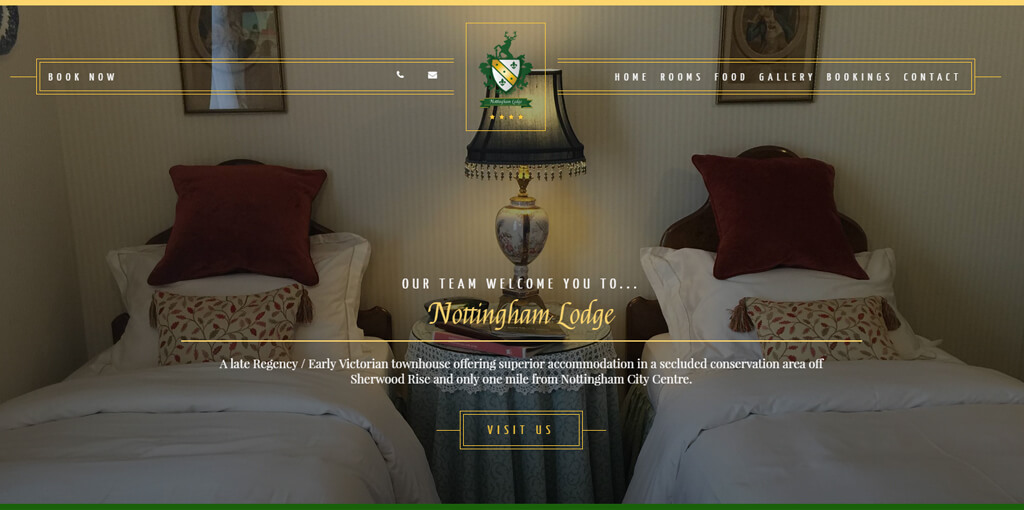 BOOK NOW
Nottingham Lodge
HOME ROOMS FOOD GALLERY BOOKINGS CONTACT
OUR TEAM WELCOME YOU TO...
Nottingham Lodge
A late Regency / Early Victorian townhouse offering superior accommodation in a secluded conservation area off
Sherwood Rise and only one mile from Nottingham City Centre.
VISIT US